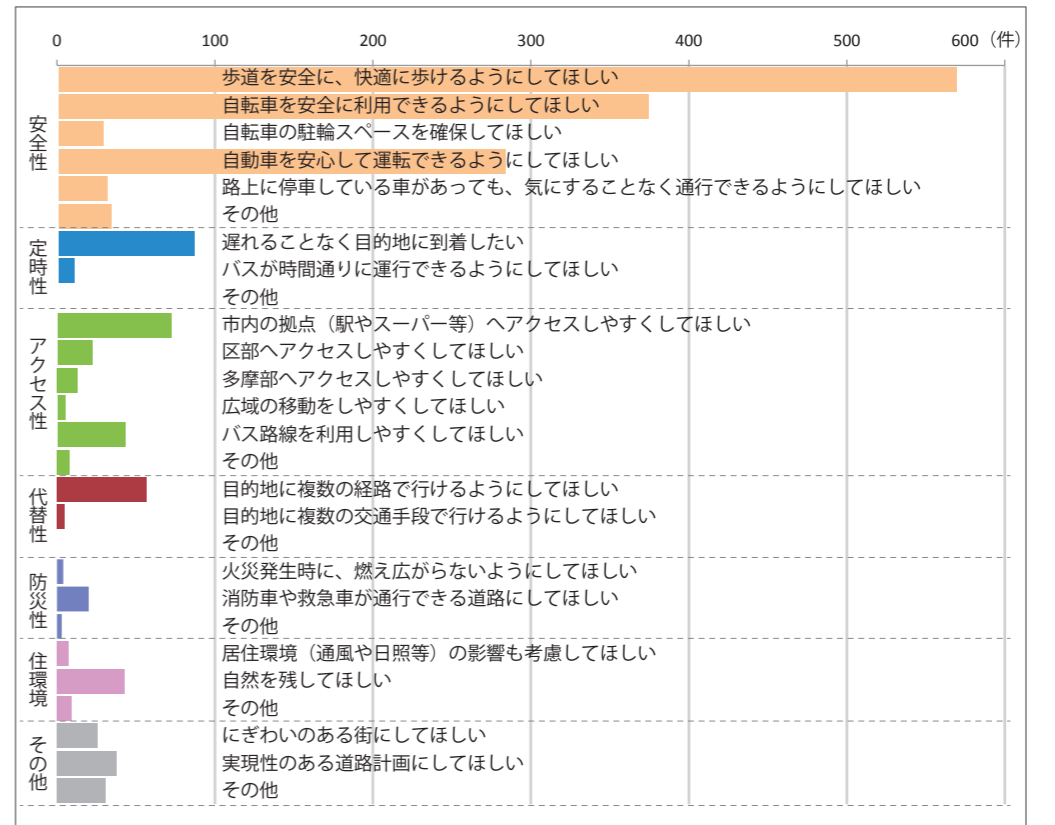 0 100 200 300 400 500 600（件）
安全性
歩道を安全に、快適に歩けるようにしてほしい
自転車を安全に利用できるようにしてほしい
自転車の駐輪スペースを確保してほしい
自動車を安心して運転できるようにしてほしい
路上に停車している車があっても、気にすることなく通行できるようにしてほしい
その他
定時性
遅れることなく目的地に到着したい
バスが時間通りに運行できるようにしてほしい
その他
アクセス性
市内の拠点（駅やスーパー等）へアクセスしやすくしてほしい
区部へアクセスしやすくしてほしい
多摩部へアクセスしやすくしてほしい
広域の移動をしやすくしてほしい
バス路線を利用しやすくしてほしい
その他
代替性
目的地に複数の経路で行けるようにしてほしい
目的地に複数の交通手段で行けるようにしてほしい
その他
防災性
火災発生時に、燃え広がらないようにしてほしい
消防車や救急車が通行できる道路にしてほしい
その他
住環境
居住環境（通風や日照等）の影響も考慮してほしい
自然を残してほしい
その他
その他
にぎわいのある街にしてほしい
実現性のある道路計画にしてほしい
その他